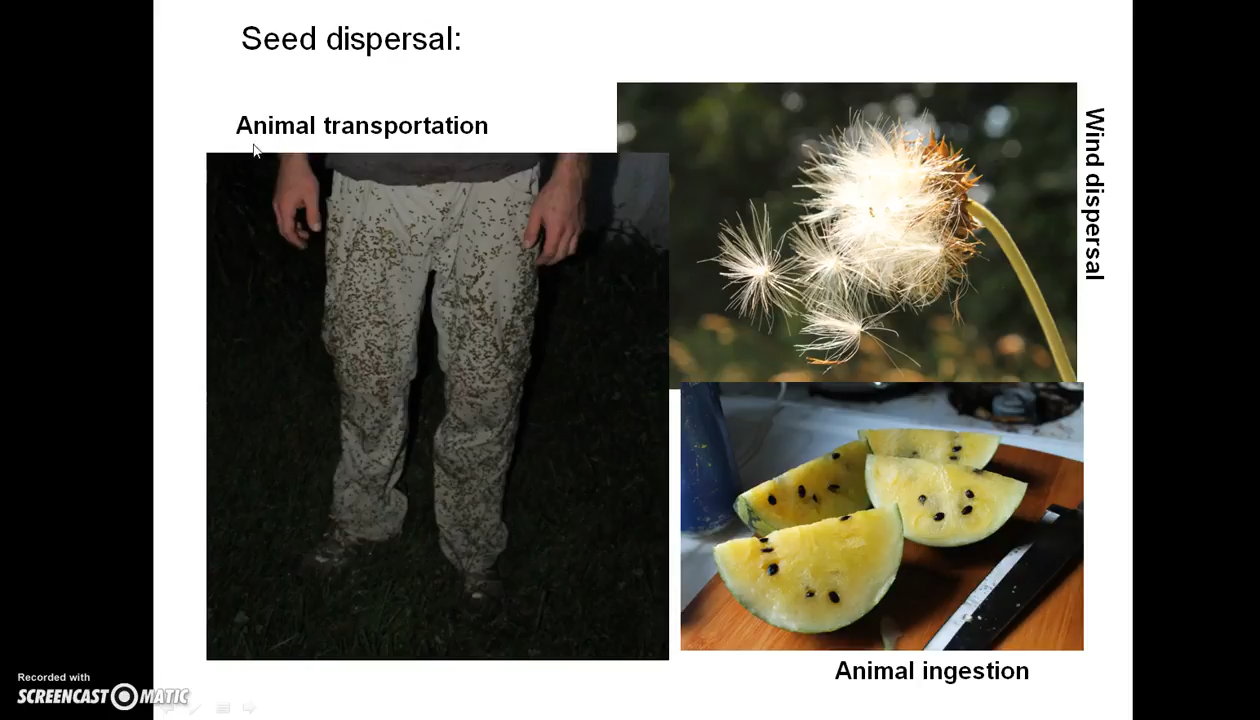 Seed dispersal:
Animal transportation
Wind dispersal
Animal ingestion
Recorded with
SCREENCAST MATIC